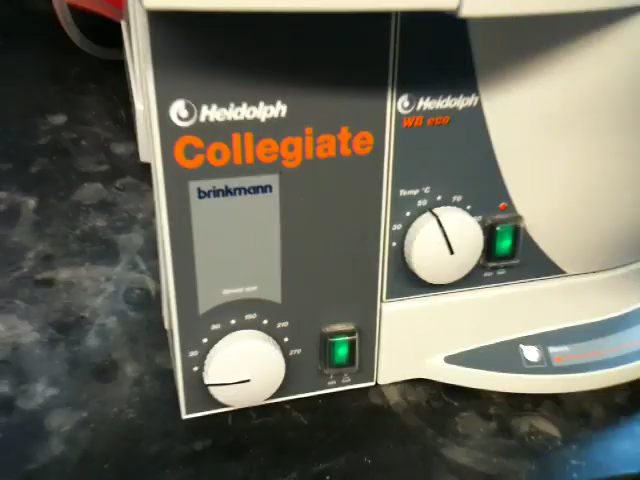 Heidolph
Collegiate
brinkmann
Heidolph
WB eco
Temp °C
30
50
70
30
90
150
210
270